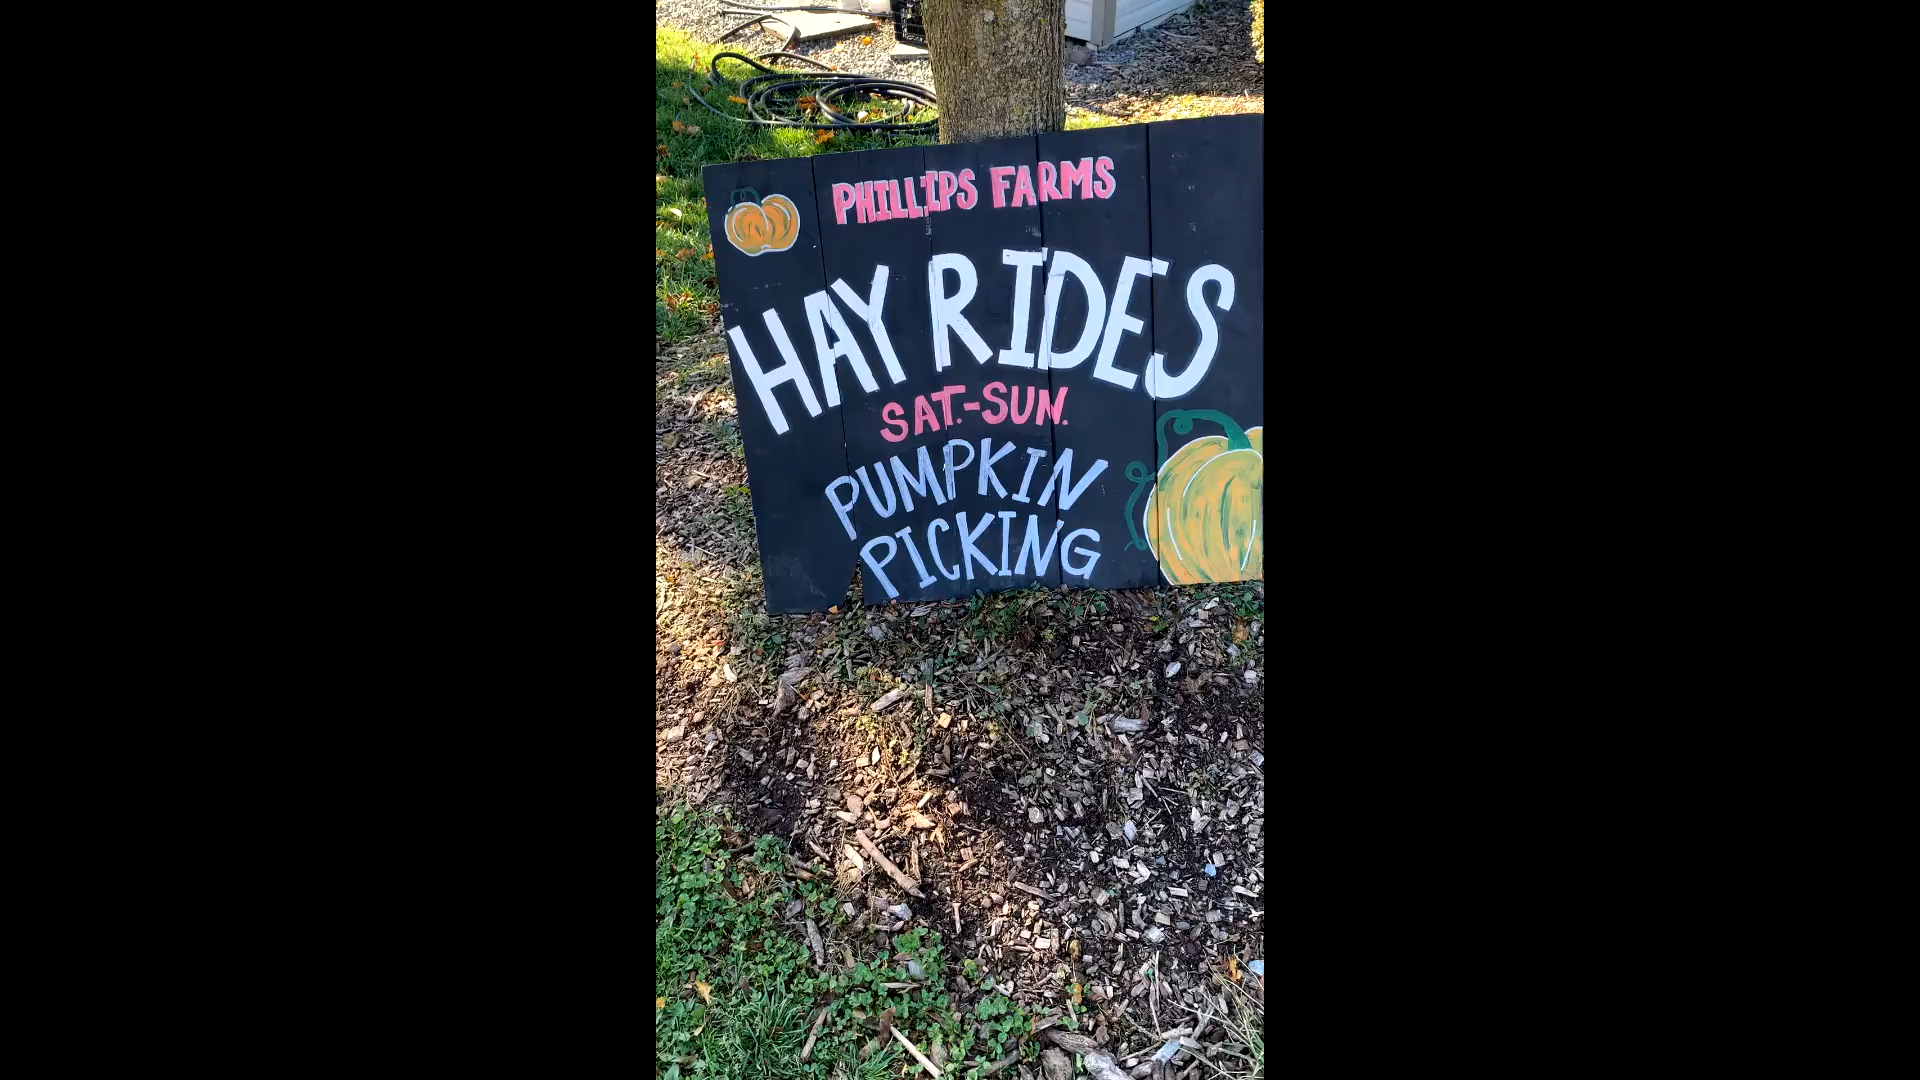 PHILLIPS FARMS
HAY RIDES
SAT.-SUN.
PUMPKIN
PICKING